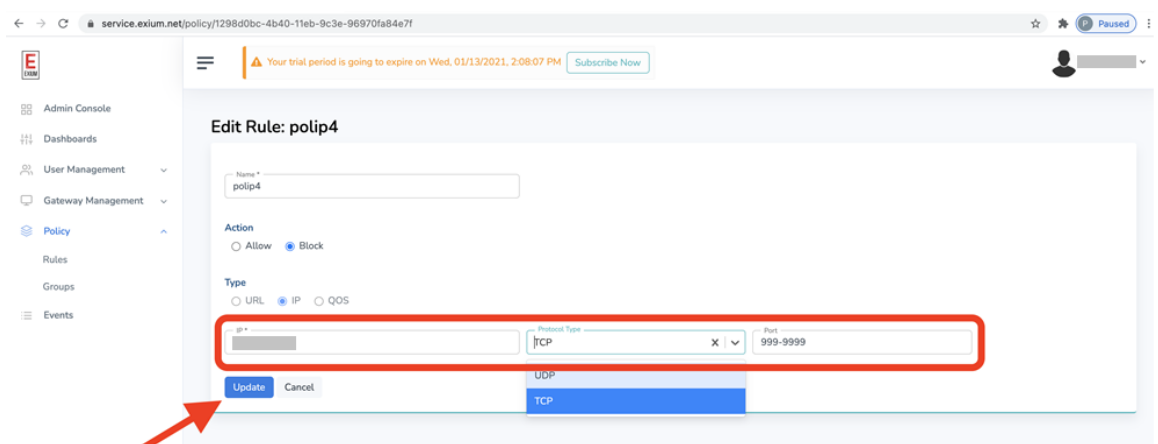 service.exium.net/policy/1298d0bc-4b40-11eb-9c3e-96970fa84e7f
P Paused
E
EXIUM
Your trial period is going to expire on Wed, 01/13/2021, 2:08:07 PM Subscribe Now
Admin Console
Dashboards
User Management
Gateway Management
Policy
Rules
Groups
Events
Edit Rule: polip4
Name *
polip4
Action
Allow Block
Type
URL IP QOS
IP * Protocol Type Port
TCP X 999-9999
UDP
TCP
Update Cancel